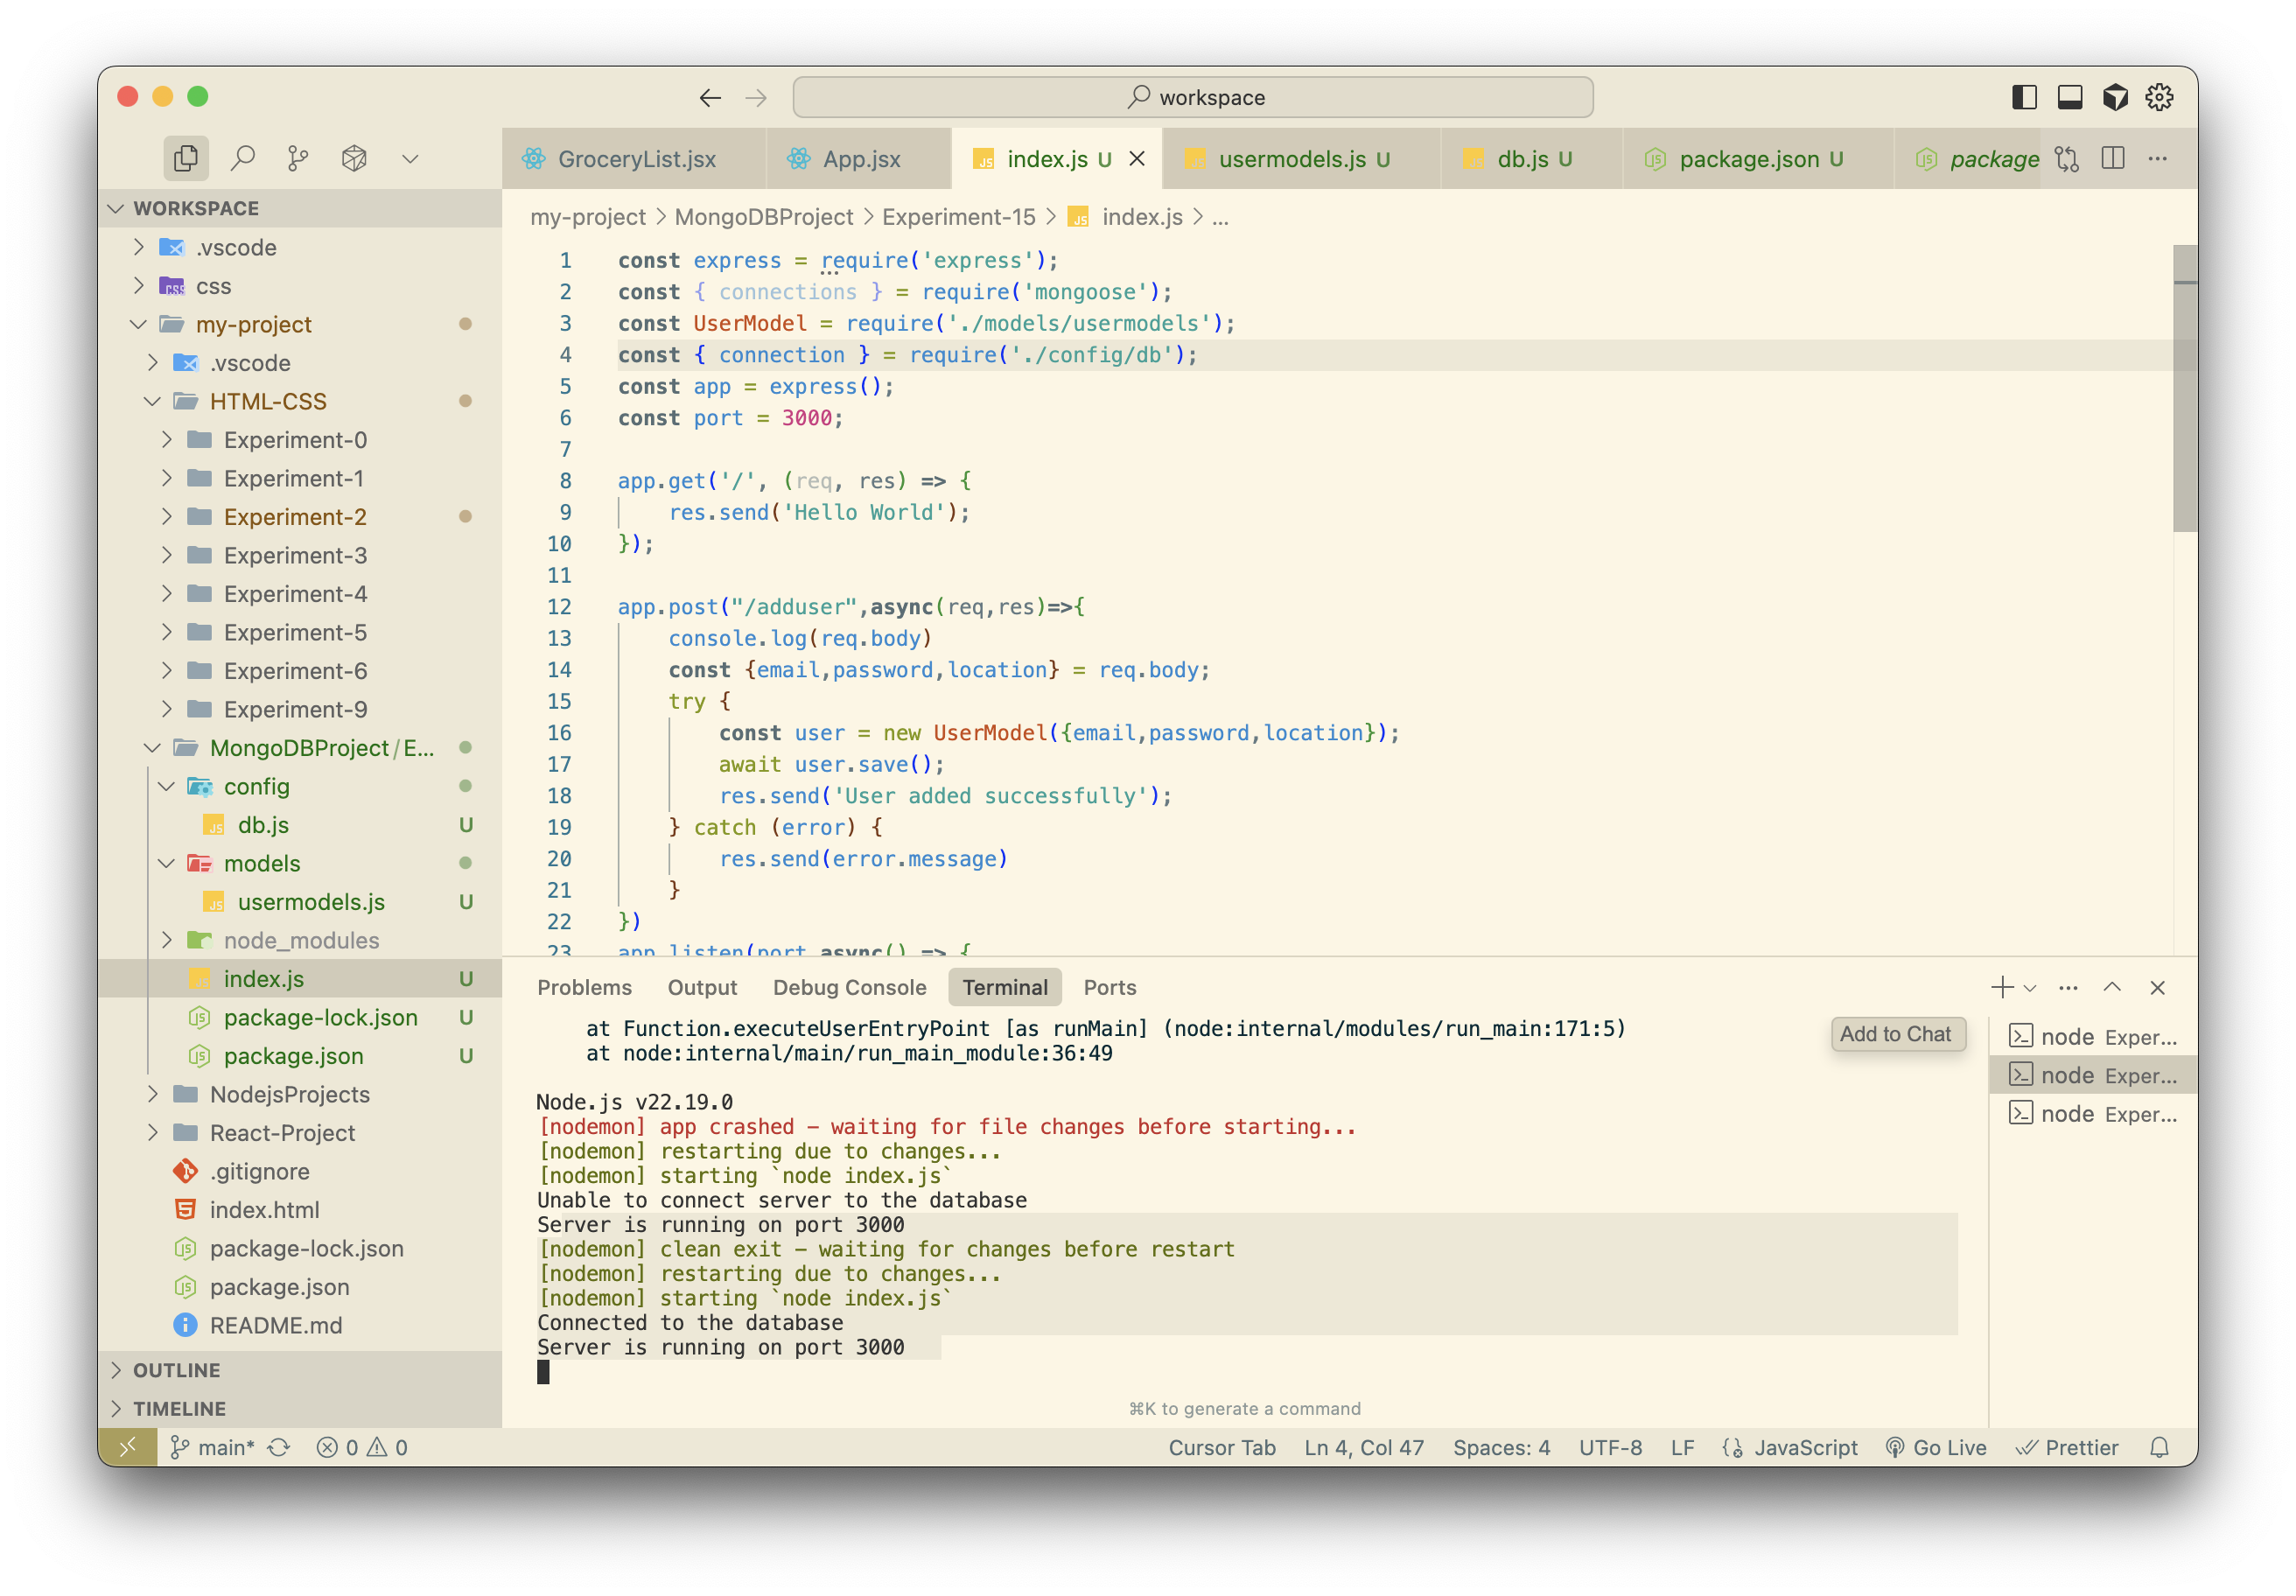 workspace
GroceryList.jsx
App.jsx
index.js U
usermodels.js U
db.js U
package.json U
package
WORKSPACE
.vscode
css
my-project
.vscode
HTML-CSS
Experiment-0
Experiment-1
Experiment-2
Experiment-3
Experiment-4
Experiment-5
Experiment-6
Experiment-9
MongoDBProject/E...
config
db.js U
models
usermodels.js U
node_modules
index.js U
package-lock.json U
package.json U
NodejsProjects
React-Project
.gitignore
index.html
package-lock.json
package.json
README.md
OUTLINE
TIMELINE
my-project > MongoDBProject > Experiment-15 > JS index.js > ...
1 const express = require('express');
2 const { connections } = require('mongoose');
3 const UserModel = require('./models/usermodels');
4 const { connection } = require('./config/db');
5 const app = express();
6 const port = 3000;
7
8 app.get('/', (req, res) => {
9 res.send('Hello World');
10 });
11
12 app.post("/adduser",async(req,res)=>{
13 console.log(req.body)
14 const {email,password,location} = req.body;
15 try {
16 const user = new UserModel({email,password,location});
17 await user.save();
18 res.send('User added successfully');
19 } catch (error) {
20 res.send(error.message)
21 }
22 })
23 app.listen(port,async() => {
Problems
Output
Debug Console
Terminal
Ports
at Function.executeUserEntryPoint [as runMain] (node:internal/modules/run_main:171:5)
at node:internal/main/run_main_module:36:49
Node.js v22.19.0
[nodemon] app crashed - waiting for file changes before starting...
[nodemon] restarting due to changes...
[nodemon] starting `node index.js`
Unable to connect server to the database
Server is running on port 3000
[nodemon] clean exit - waiting for changes before restart
[nodemon] restarting due to changes...
[nodemon] starting `node index.js`
Connected to the database
Server is running on port 3000
Add to Chat
node Exper...
node Exper...
node Exper...
⌘K to generate a command
main*
0
0
Cursor Tab
Ln 4, Col 47
Spaces: 4
UTF-8
LF
JavaScript
Go Live
Prettier